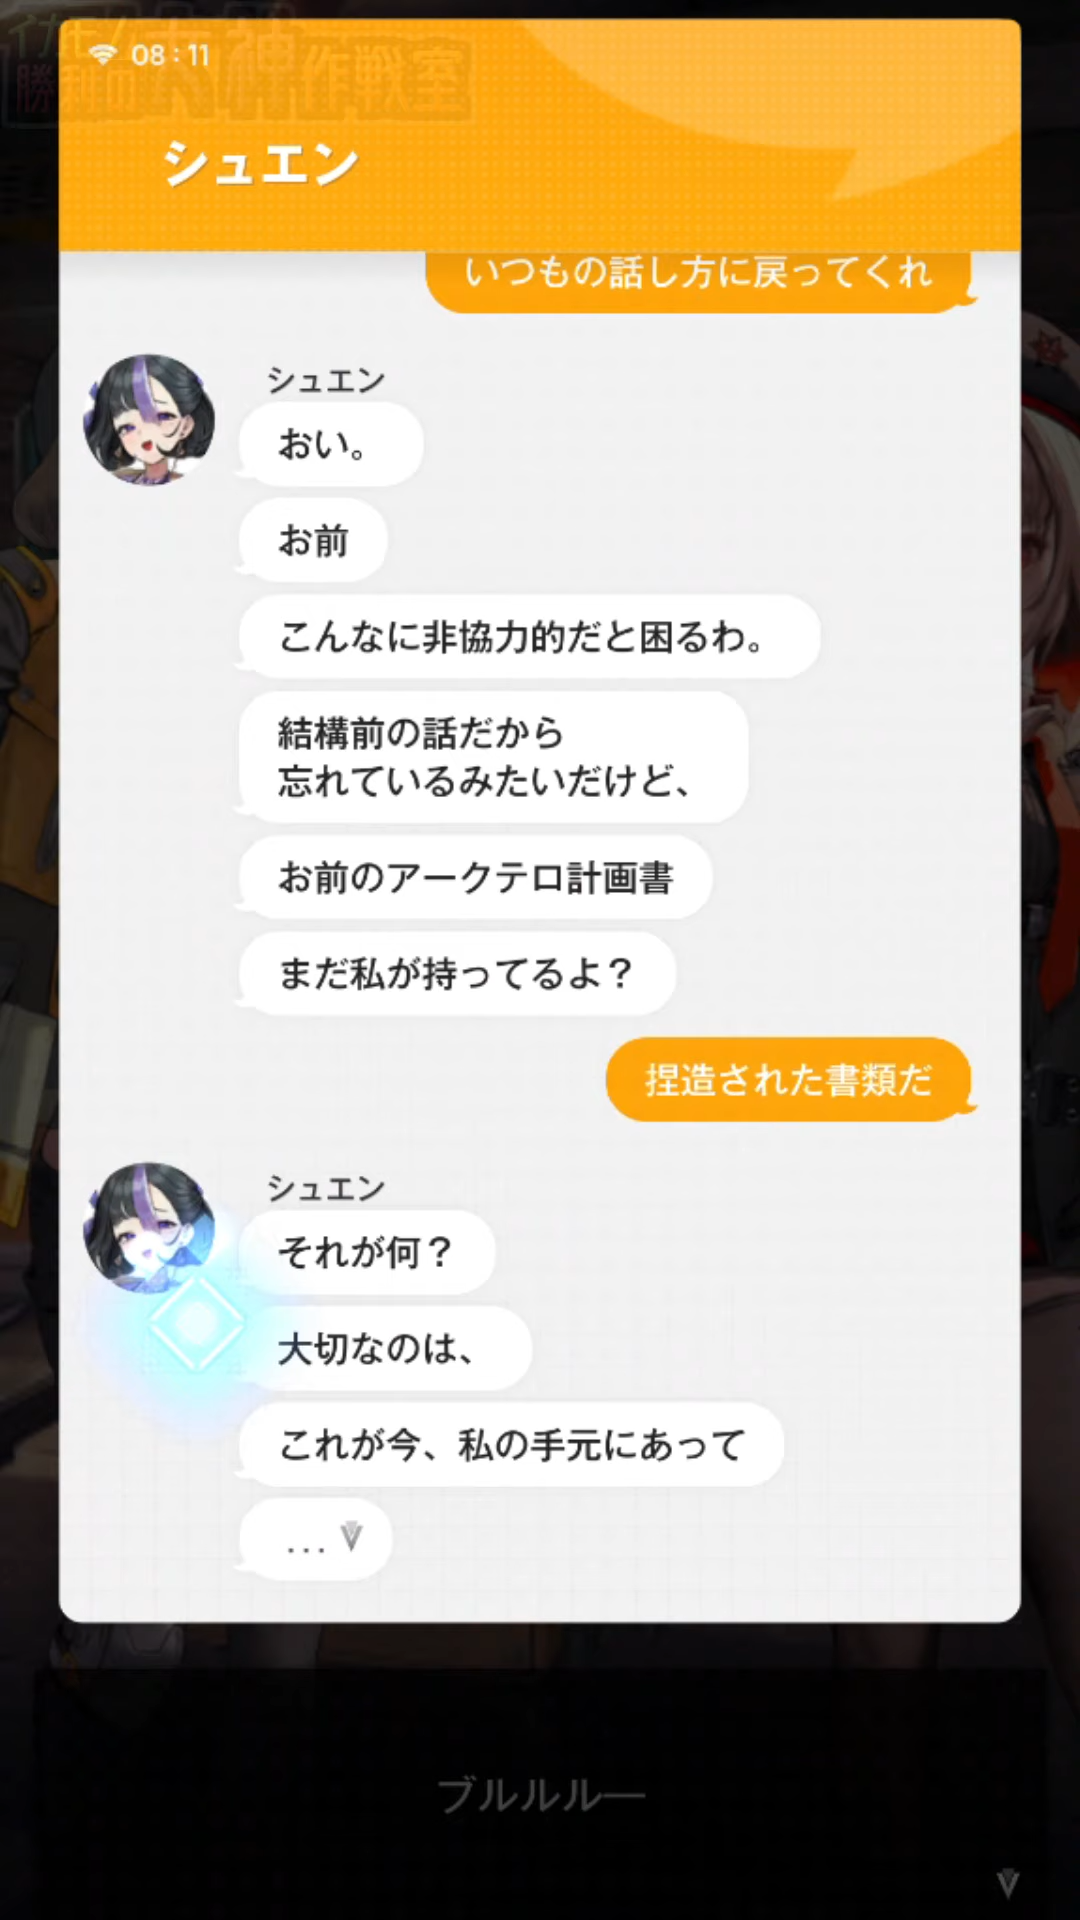 08:11
シュエン
いつもの話し方に戻ってくれ
シュエン
おい。
お前
こんなに非協力的だと困るわ。
結構前の話だから
忘れているみたいだけど、
お前のアークテロ計画書
まだ私が持ってるよ？
捏造された書類だ
シュエン
それが何？
大切なのは、
これが今、私の手元にあって
...
ブルルルー